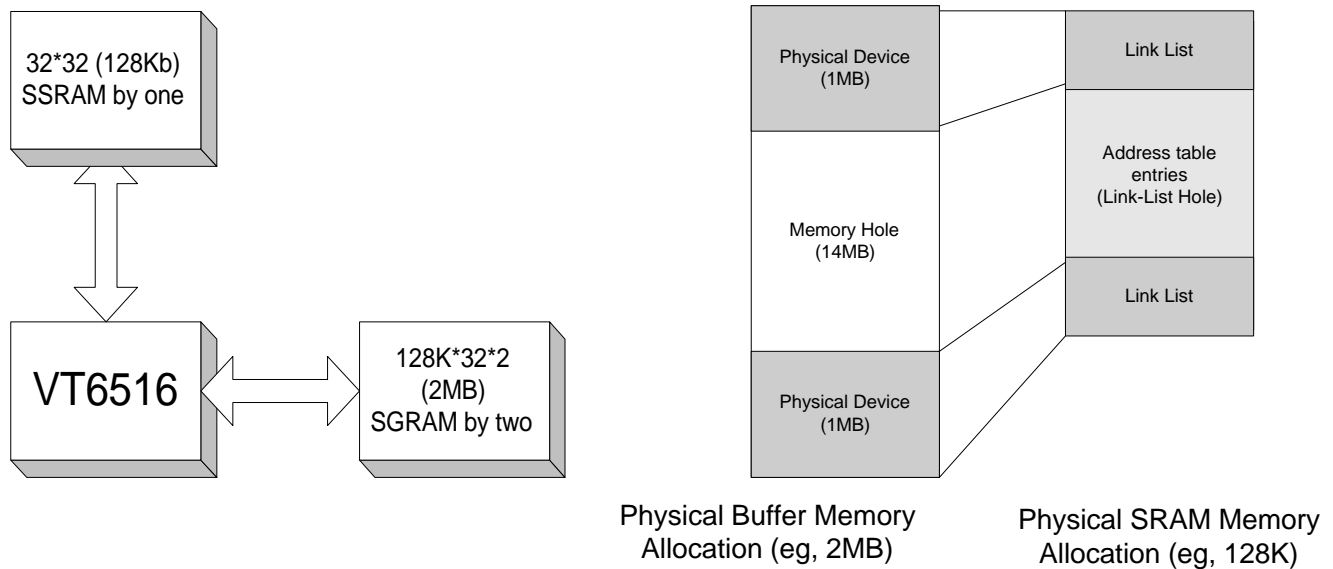 32*32 (128Kb)
SSRAM by one
VT6516
128K*32*2
(2MB)
SGRAM by two
Physical Device
(1MB)
Memory Hole
(14MB)
Physical Device
(1MB)
Physical Buffer Memory
Allocation (eg, 2MB)
Link List
Address table
entries
(Link-List Hole)
Link List
Physical SRAM Memory
Allocation (eg, 128K)